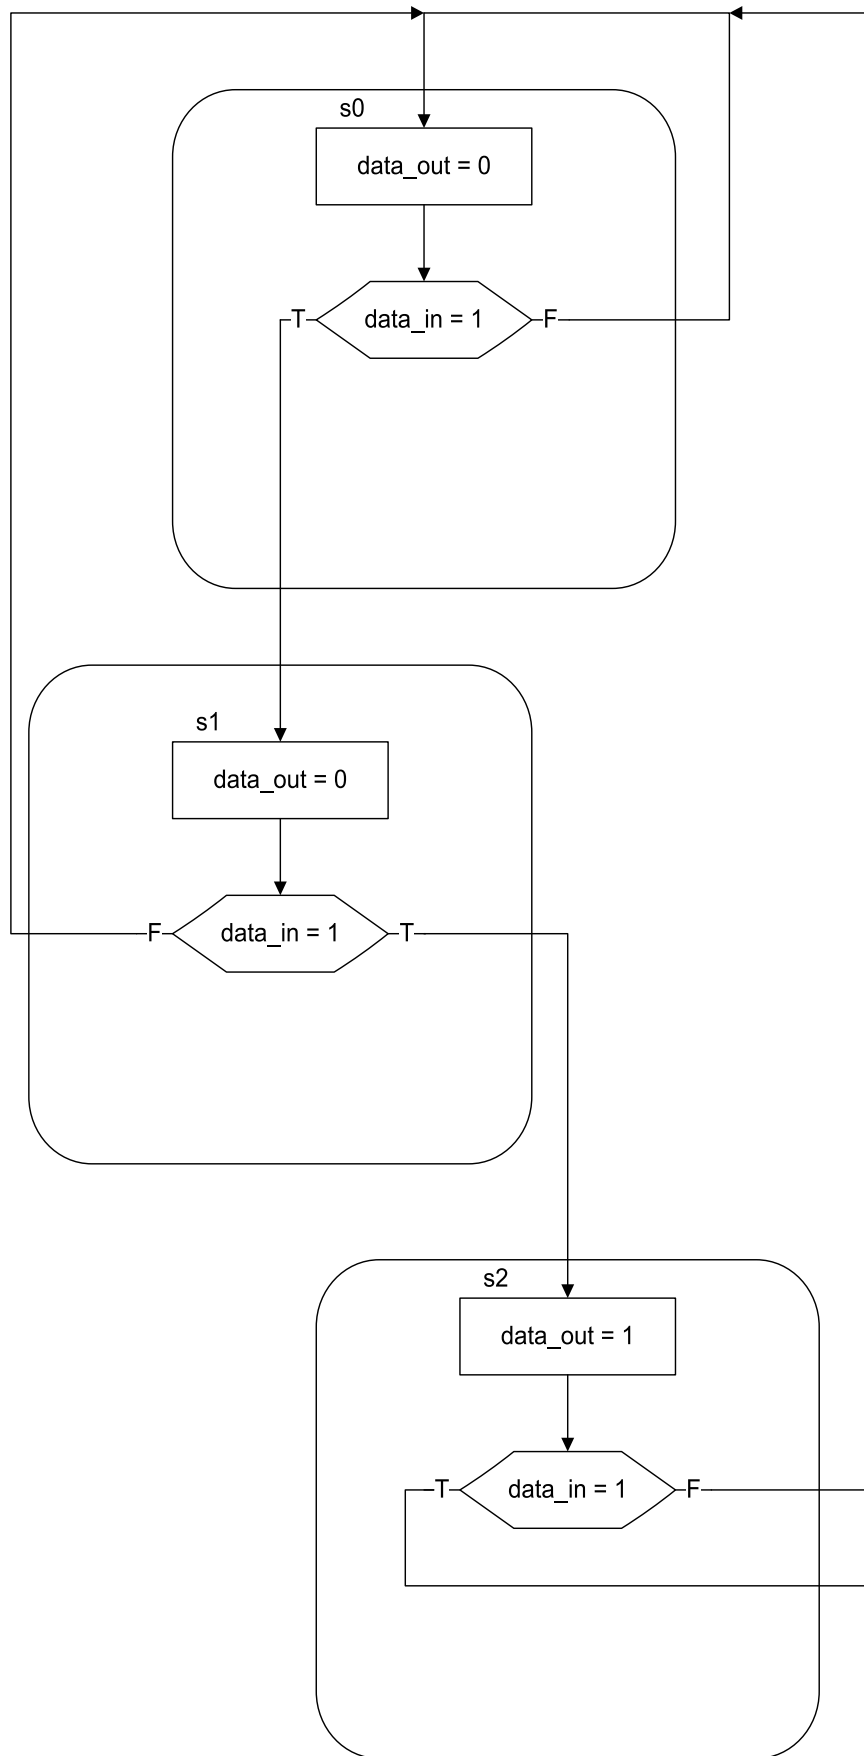 s0
data_out = 0
T
data_in = 1
F
s1
data_out = 0
F
data_in = 1
T
s2
data_out = 1
T
data_in = 1
F